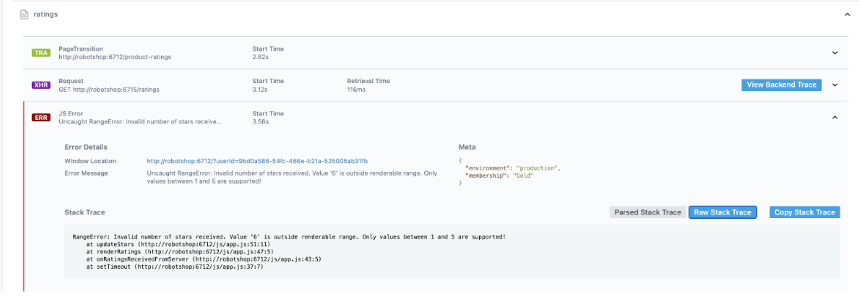 ratings
TRA PageTransition Start Time
http://robotshop:6712/product-ratings 2.82s
XHR Request Start Time Retrieval Time View Backend Trace
GET http://robotshop:6715/ratings 3.12s 116ms
ERR JS Error Start Time
Uncaught RangeError: Invalid number of stars receive... 3.56s
Error Details Meta
Window Location http://robotshop:6712/?userId=9bd0a586-64fc-466e-b21a-625005ab31fb
{
"environment": "production",
"membership": "Gold"
}
Error Message Uncaught RangeError: Invalid number of stars received. Value '6' is outside renderable range. Only
values between 1 and 5 are supported!
Stack Trace Parsed Stack Trace Raw Stack Trace Copy Stack Trace
RangeError: Invalid number of stars received. Value '6' is outside renderable range. Only values between 1 and 5 are supported!
at updateStars (http://robotshop:6712/js/app.js:51:11)
at renderRatings (http://robotshop:6712/js/app.js:47:5)
at onRatingsReceivedFromServer (http://robotshop:6712/js/app.js:43:5)
at setTimeout (http://robotshop:6712/js/app.js:37:7)